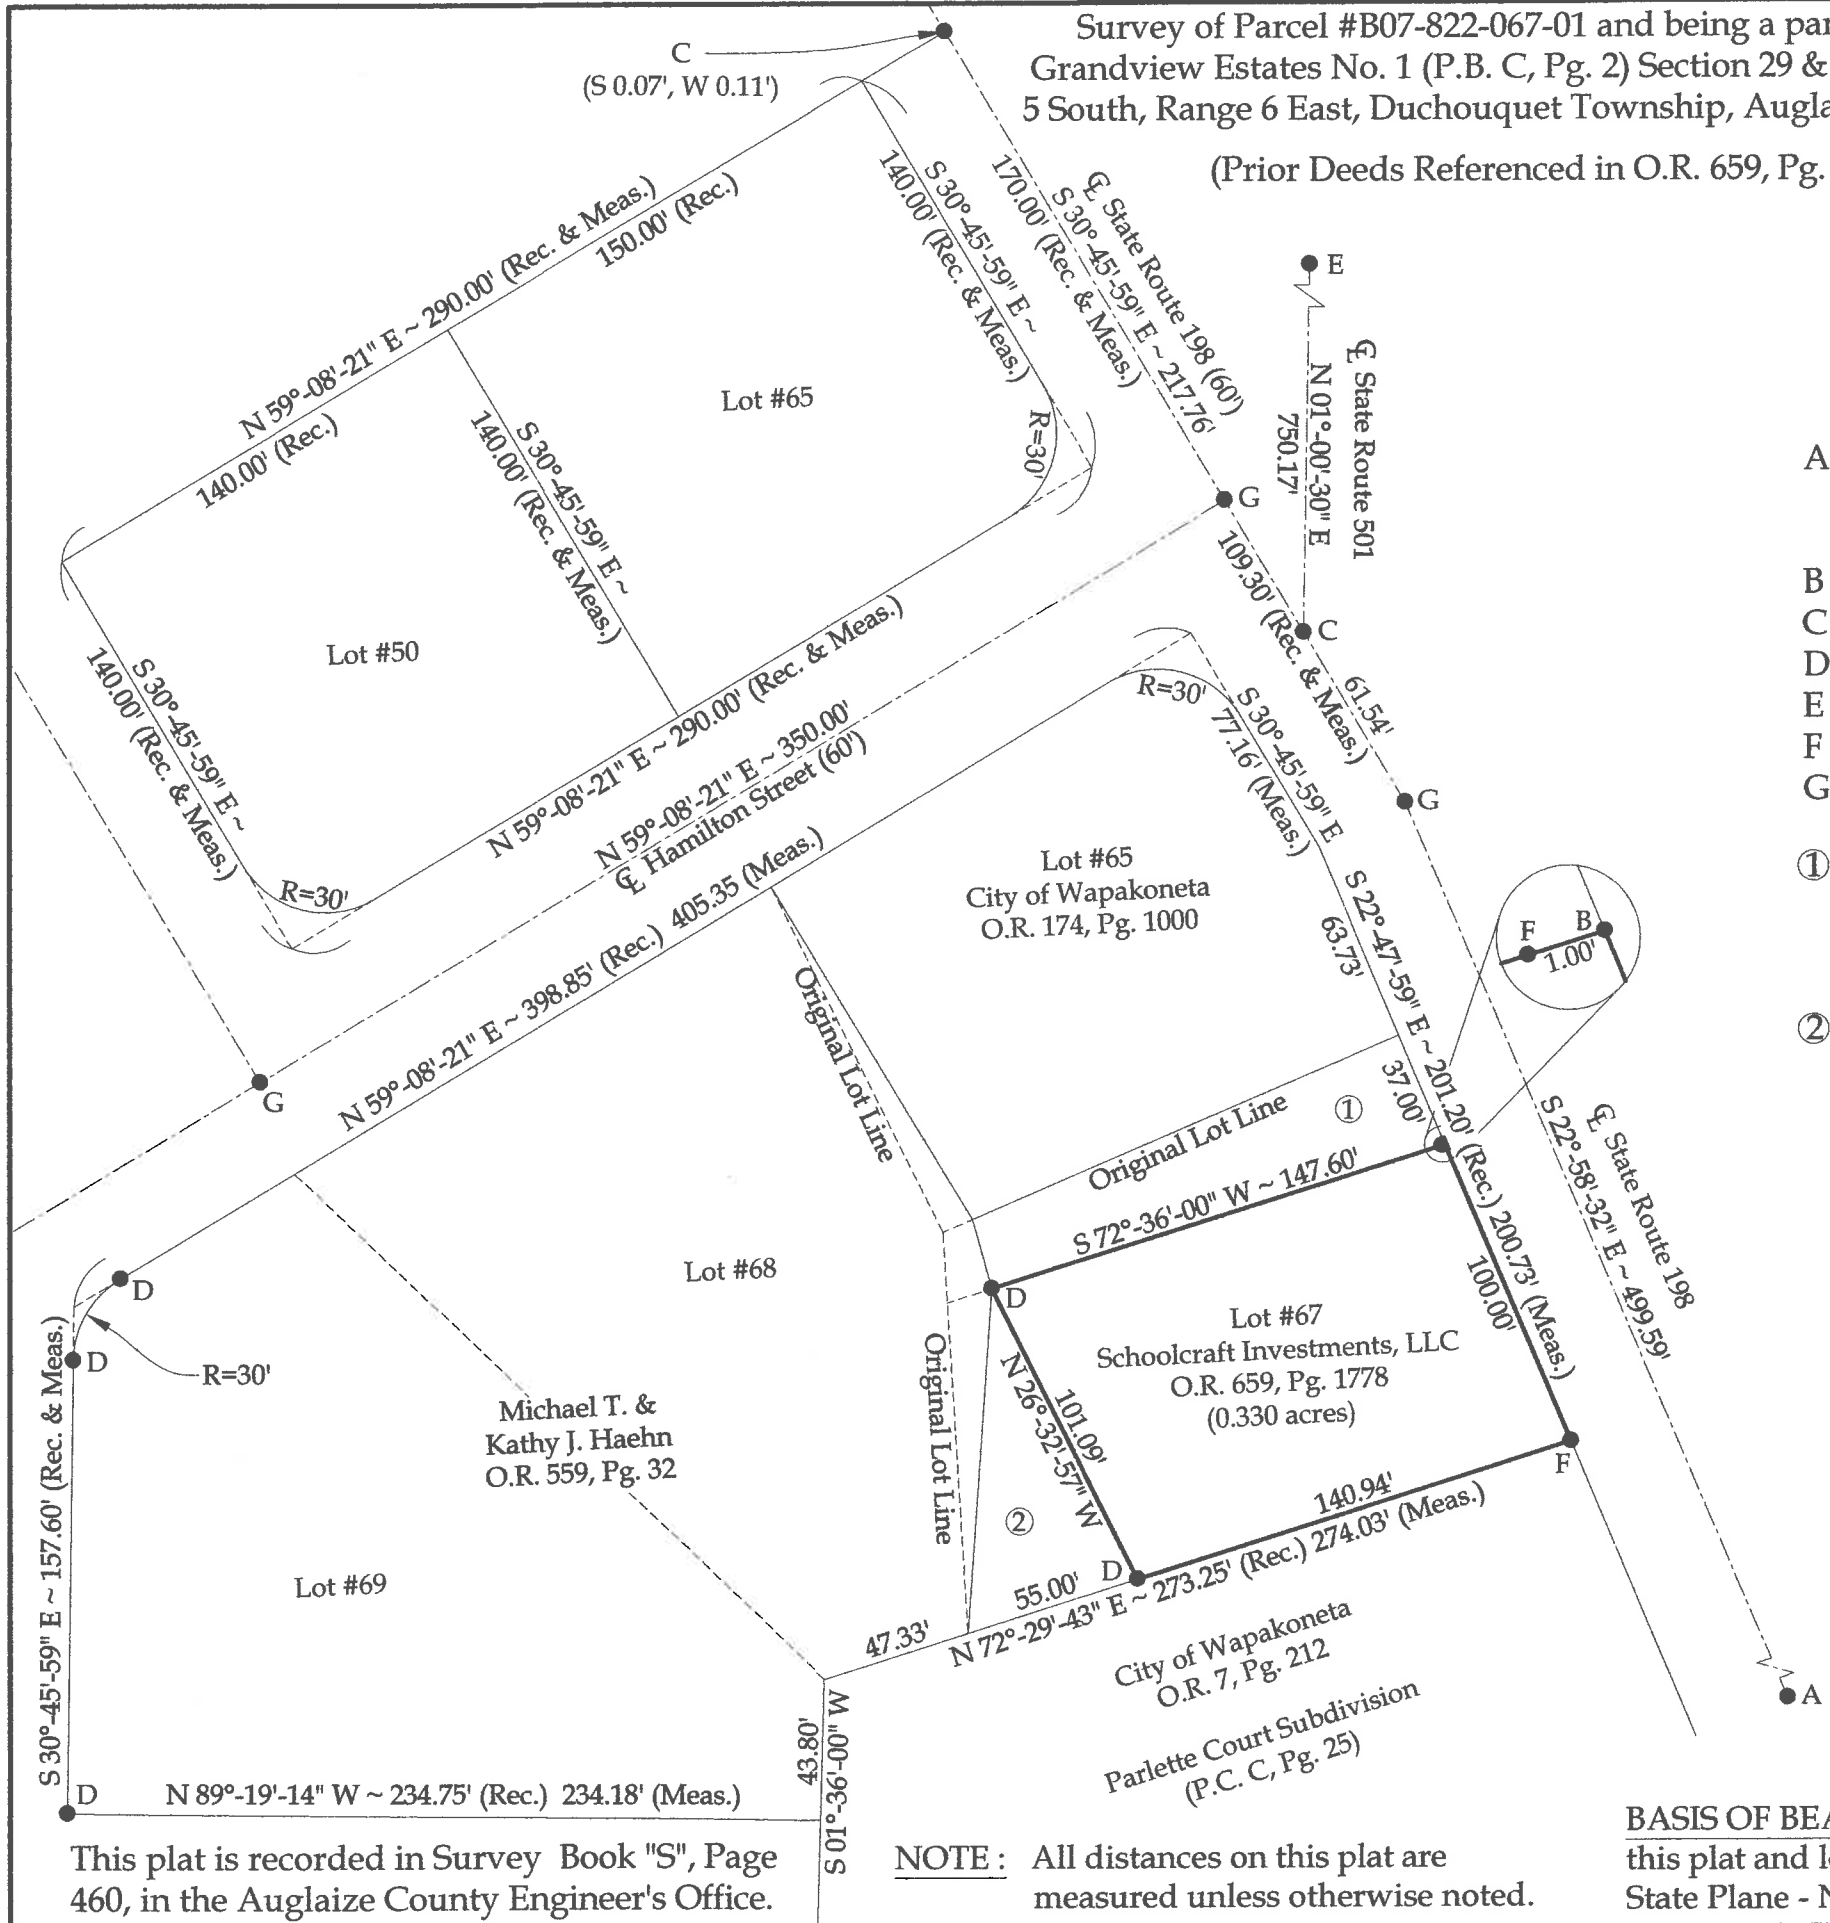 Survey of Parcel #B07-822-067-01 and being a par
Grandview Estates No. 1 (P.B. C, Pg. 2) Section 29 &
5 South, Range 6 East, Duchouquet Township, Augla
(Prior Deeds Referenced in O.R. 659, Pg.
C
(S 0.07', W 0.11')
N 59°-08'-21" E ~ 290.00' (Rec. & Meas.)
150.00' (Rec.)
140.00' (Rec.)
S 30°-45'-59" E ~
140.00' (Rec. & Meas.)
℄ State Route 198 (60')
S 30°-45'-59" E ~ 217.76'
170.00' (Rec. & Meas.)
E
℄ State Route 501
N 01°-00'-30" E
750.17'
Lot #65
R=30'
S 30°-45'-59" E ~
140.00' (Rec. & Meas.)
G
109.30' (Rec. & Meas.)
C
61.54'
G
A
B
C
D
E
F
G
①
②
Lot #50
S 30°-45'-59" E ~
140.00' (Rec. & Meas.)
R=30'
N 59°-08'-21" E ~ 290.00' (Rec. & Meas.)
N 59°-08'-21" E ~ 350.00'
℄ Hamilton Street (60')
N 59°-08'-21" E ~ 398.85' (Rec.) 405.35 (Meas.)
R=30'
S 30°-45'-59" E
77.16' (Meas.)
Lot #65
City of Wapakoneta
O.R. 174, Pg. 1000
S 22°-47'-59" E ~ 201.20' (Rec.) 200.73' (Meas.)
63.73'
37.00'
100.00'
F
B
1.00'
G
Original Lot Line
Original Lot Line
①
S 72°-36'-00" W ~ 147.60'
℄ State Route 198
S 22°-58'-32" E ~ 499.59'
Lot #68
D
D
R=30'
D
Lot #67
Schoolcraft Investments, LLC
O.R. 659, Pg. 1778
(0.330 acres)
101.09'
N 26°-32'-57" W
Original Lot Line
②
Michael T. &
Kathy J. Haehn
O.R. 559, Pg. 32
F
140.94'
D
55.00'
47.33'
N 72°-29'-43" E ~ 273.25' (Rec.) 274.03' (Meas.)
S 30°-45'-59" E ~ 157.60' (Rec. & Meas.)
Lot #69
City of Wapakoneta
O.R. 7, Pg. 212
Parlette Court Subdivision
(P.C. C, Pg. 25)
A
43.80'
S 01°-36'-00" W
D
N 89°-19'-14" W ~ 234.75' (Rec.) 234.18' (Meas.)
This plat is recorded in Survey Book "S", Page
460, in the Auglaize County Engineer's Office.
NOTE : All distances on this plat are
measured unless otherwise noted.
BASIS OF BEA
this plat and l
State Plane - N